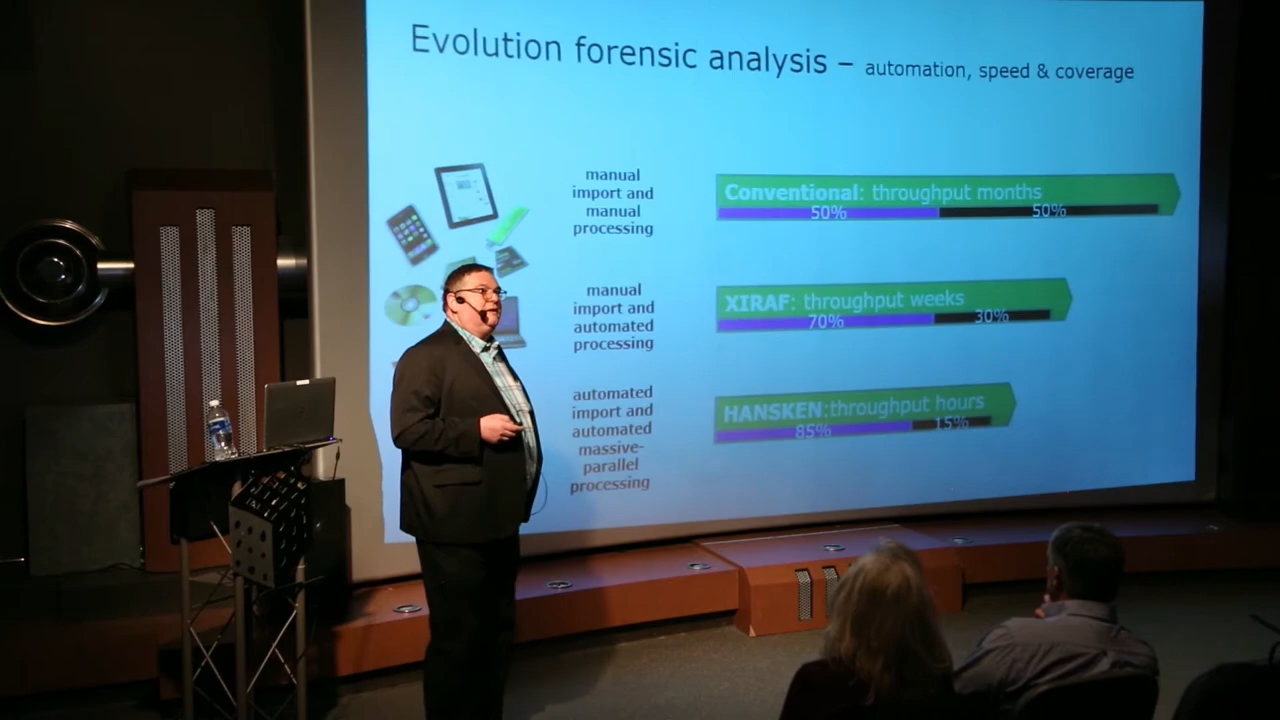 Evolution forensic analysis – automation, speed & coverage
manual
import and
manual
processing
Conventional: throughput months
50% 50%
manual
import and
automated
processing
XIRAF: throughput weeks
70% 30%
automated
import and
automated
massive-
parallel
processing
HANSKEN:throughput hours
85% 15%